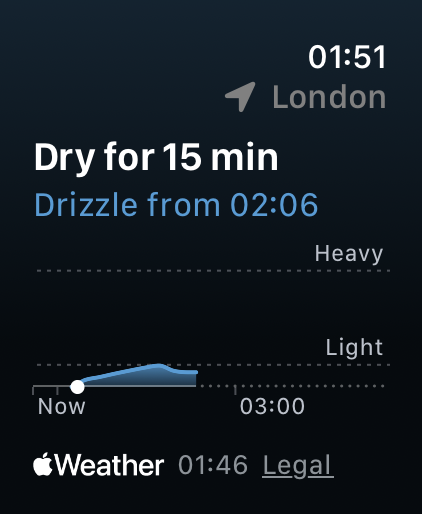 01:51
London
Dry for 15 min
Drizzle from 02:06
Heavy
Light
Now 03:00
Weather 01:46 Legal